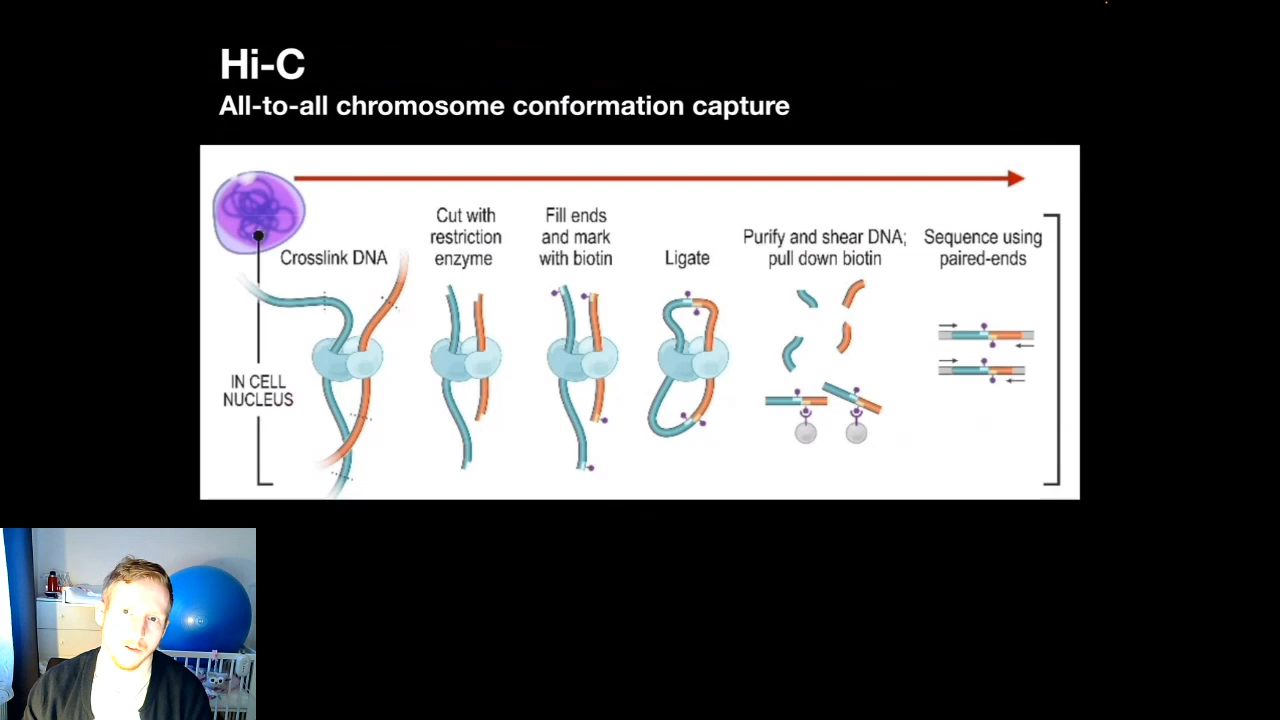 Hi-C
All-to-all chromosome conformation capture
Crosslink DNA
Cut with
restriction
enzyme
Fill ends
and mark
with biotin
Ligate
Purify and shear DNA;
pull down biotin
Sequence using
paired-ends
IN CELL
NUCLEUS